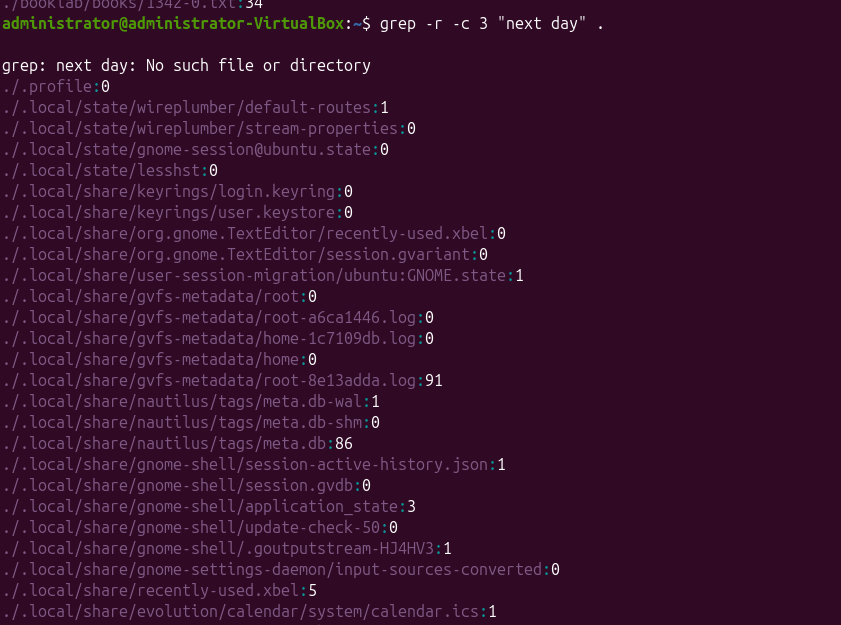 ./booklab/books/1342-0.txt:34
administrator@administrator-VirtualBox:~$ grep -r -c 3 "next day" .
grep: next day: No such file or directory
./.profile:0
./.local/state/wireplumber/default-routes:1
./.local/state/wireplumber/stream-properties:0
./.local/state/gnome-session@ubuntu.state:0
./.local/state/lesshst:0
./.local/share/keyrings/login.keyring:0
./.local/share/keyrings/user.keystore:0
./.local/share/org.gnome.TextEditor/recently-used.xbel:0
./.local/share/org.gnome.TextEditor/session.gvariant:0
./.local/share/user-session-migration/ubuntu:GNOME.state:1
./.local/share/gvfs-metadata/root:0
./.local/share/gvfs-metadata/root-a6ca1446.log:0
./.local/share/gvfs-metadata/home-1c7109db.log:0
./.local/share/gvfs-metadata/home:0
./.local/share/gvfs-metadata/root-8e13adda.log:91
./.local/share/nautilus/tags/meta.db-wal:1
./.local/share/nautilus/tags/meta.db-shm:0
./.local/share/nautilus/tags/meta.db:86
./.local/share/gnome-shell/session-active-history.json:1
./.local/share/gnome-shell/session.gvdb:0
./.local/share/gnome-shell/application_state:3
./.local/share/gnome-shell/update-check-50:0
./.local/share/gnome-shell/.goutputstream-HJ4HV3:1
./.local/share/gnome-settings-daemon/input-sources-converted:0
./.local/share/recently-used.xbel:5
./.local/share/evolution/calendar/system/calendar.ics:1